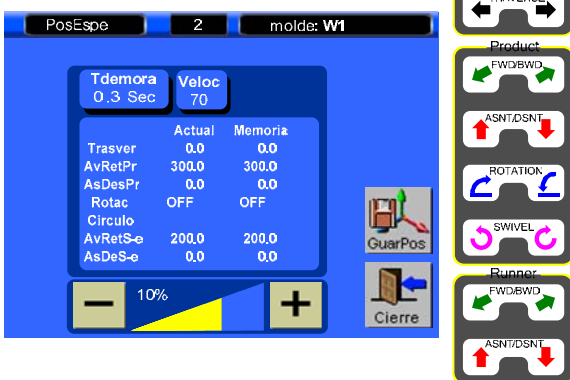 PosEspe 2 molde: W1
Tdemora Veloc
0.3 Sec 70
Actual Memoria
Trasver 0.0 0.0
AvRetPr 300.0 300.0
AsDesPr 0.0 0.0
Rotac OFF OFF
Circulo
AvRetS-e 200.0 200.0
AsDeS-e 0.0 0.0
10%
GuarPos
Cierre
Product
FWD/BWD
ASNT/DSNT
ROTATION
SWIVEL
Runner
FWD/BWD
ASNT/DSNT